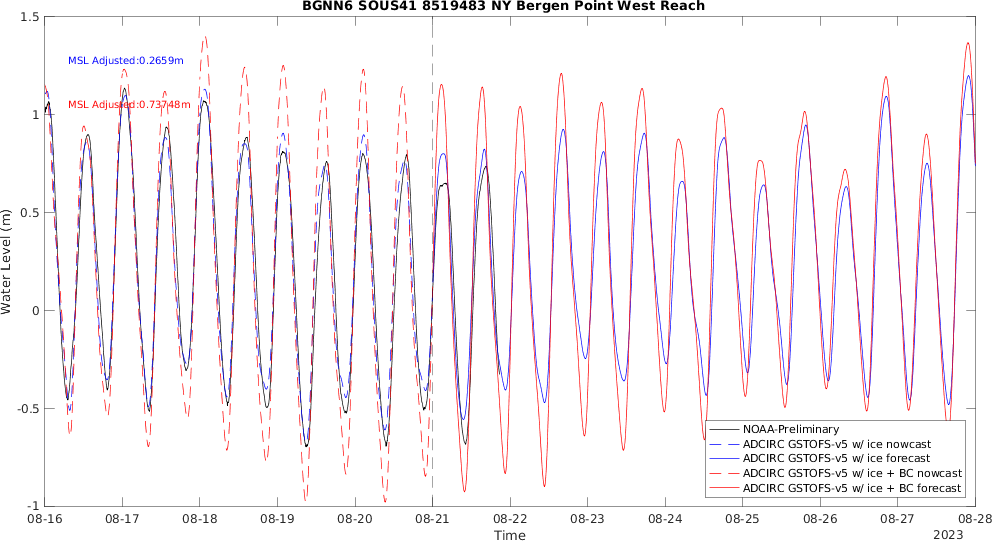 BGNN6 SOUS41 8519483 NY Bergen Point West Reach
1.5
MSL Adjusted:0.2659m
MSL Adjusted:0.73748m
1
0.5
Water Level (m)
0
-0.5
-1
NOAA-Preliminary
ADCIRC GSTOFS-v5 w/ ice nowcast
ADCIRC GSTOFS-v5 w/ ice forecast
ADCIRC GSTOFS-v5 w/ ice + BC nowcast
ADCIRC GSTOFS-v5 w/ ice + BC forecast
08-16 08-17 08-18 08-19 08-20 08-21 08-22 08-23 08-24 08-25 08-26 08-27 08-28
Time
2023